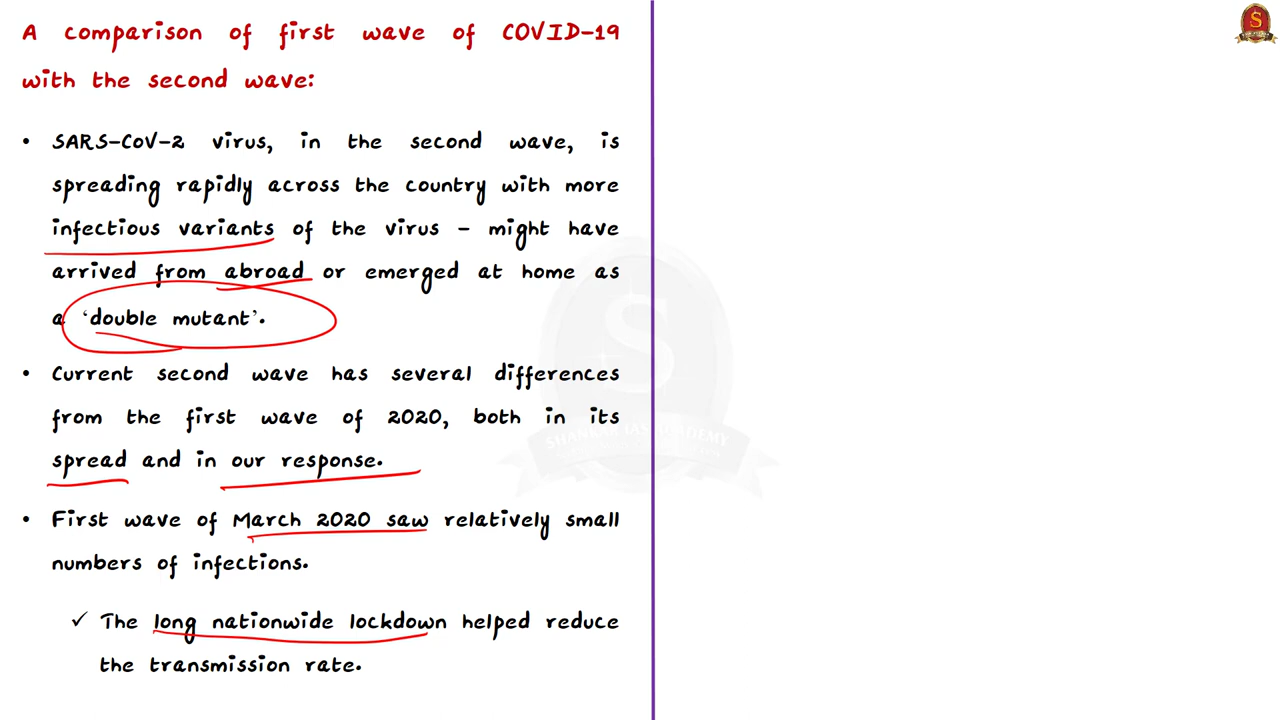 A comparison of first wave of COVID-19
with the second wave:
• SARS-CoV-2 virus, in the second wave, is
spreading rapidly across the country with more
infectious variants of the virus – might have
arrived from abroad or emerged at home as
a ‘double mutant’.
• Current second wave has several differences
from the first wave of 2020, both in its
spread and in our response.
• First wave of March 2020 saw relatively small
numbers of infections.
✓ The long nationwide lockdown helped reduce
the transmission rate.
S
SHANKAR IAS ACADEMY